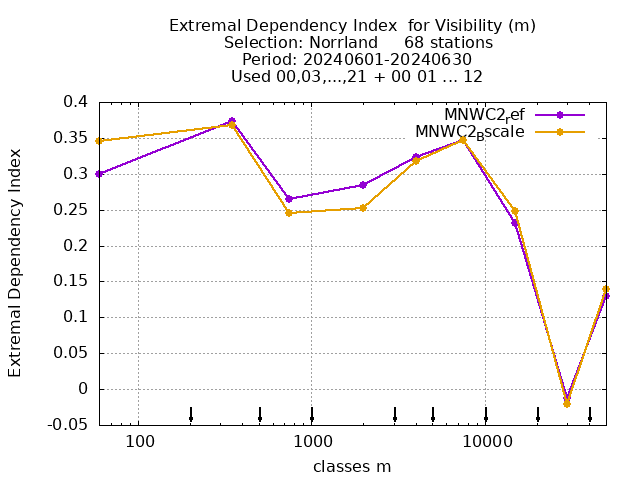 Extremal Dependency Index  for Visibility (m)
Selection: Norrland     68 stations
Period: 20240601-20240630
Used 00,03,...,21 + 00 01 ... 12
MNWC2ref
MNWC2Bscale
0.4
0.35
0.3
0.25
0.2
0.15
0.1
0.05
0
-0.05
Extremal Dependency Index
100
1000
10000
classes m